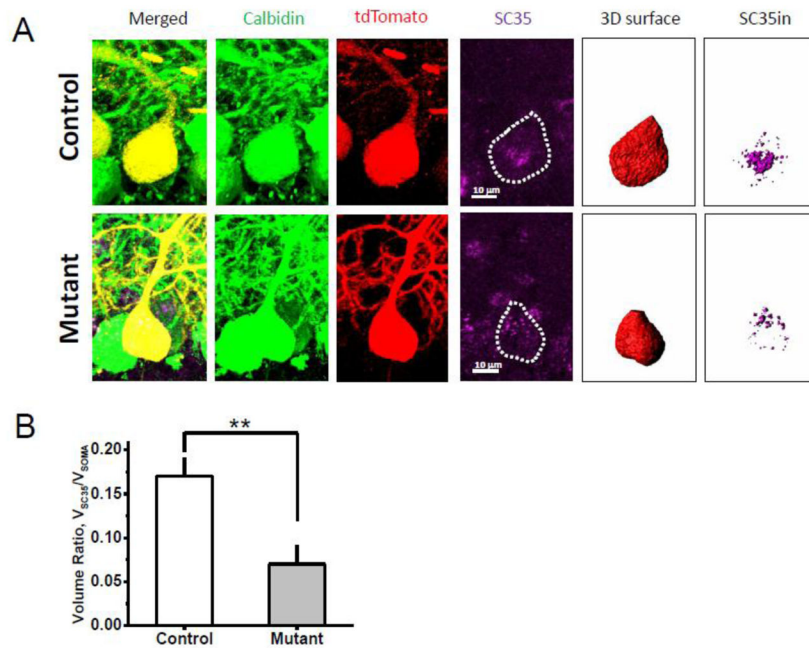 A
Merged Calbidin tdTomato SC35 3D surface SC35in
Control
10 µm
Mutant
10 µm
B
**
Volume Ratio, VSC35/VSOMA
0.20
0.15
0.10
0.05
0.00
Control Mutant